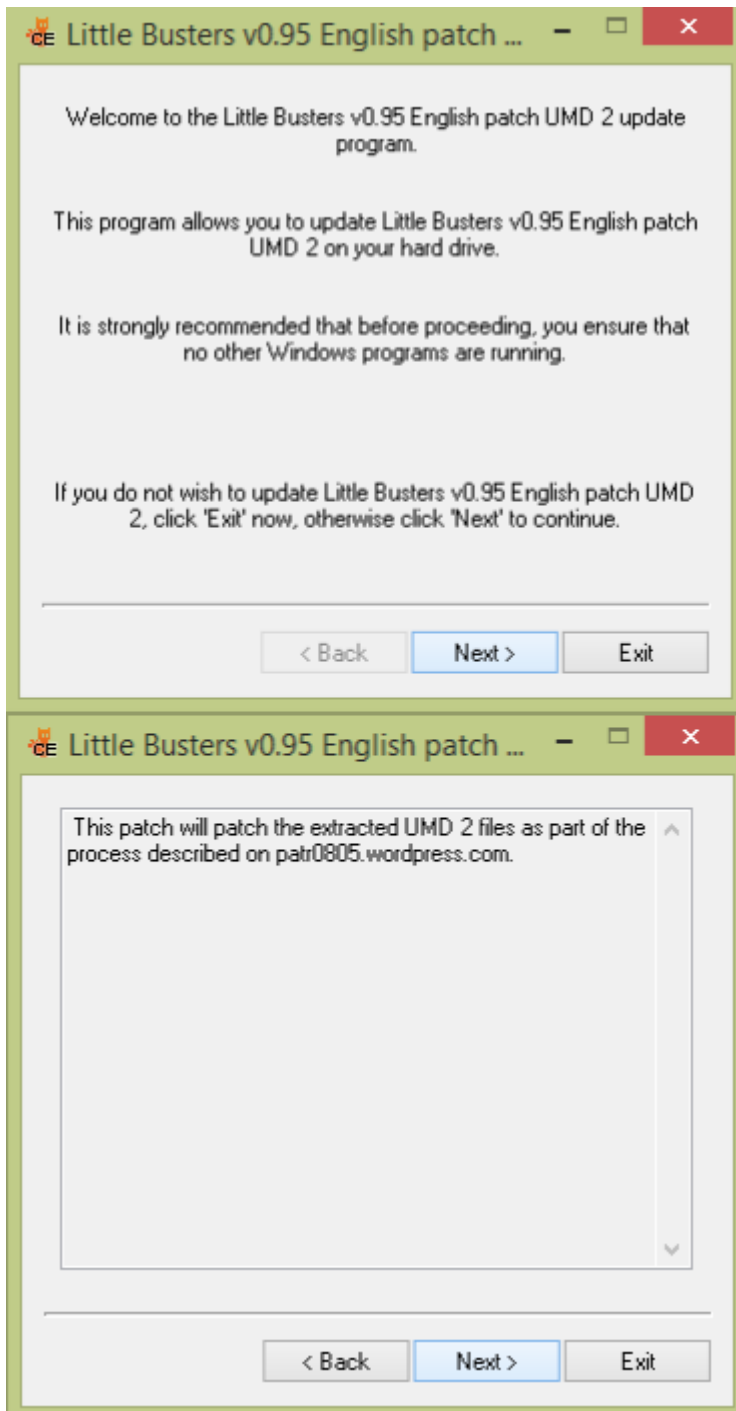 CE Little Busters v0.95 English patch ...
Welcome to the Little Busters v0.95 English patch UMD 2 update
program.
This program allows you to update Little Busters v0.95 English patch
UMD 2 on your hard drive.
It is strongly recommended that before proceeding, you ensure that
no other Windows programs are running.
If you do not wish to update Little Busters v0.95 English patch UMD
2, click 'Exit' now, otherwise click 'Next' to continue.
< Back Next > Exit
CE Little Busters v0.95 English patch ...
This patch will patch the extracted UMD 2 files as part of the
process described on patr0805.wordpress.com.
< Back Next > Exit